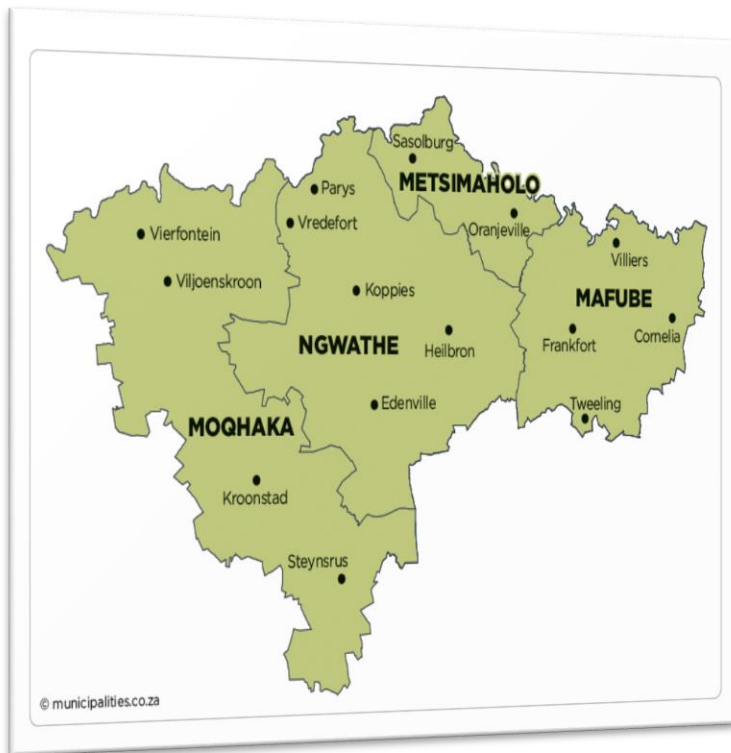 Sasolburg
METSIMAHOLO
Parys
Vredefort
Oranjeville
Vierfontein
Villiers
Viljoenskroon
Koppies
MAFUBE
NGWATHE
Heilbron
Frankfort
Cornelia
Edenville
Tweeling
MOQHAKA
Kroonstad
Steynsrus
© municipalities.co.za